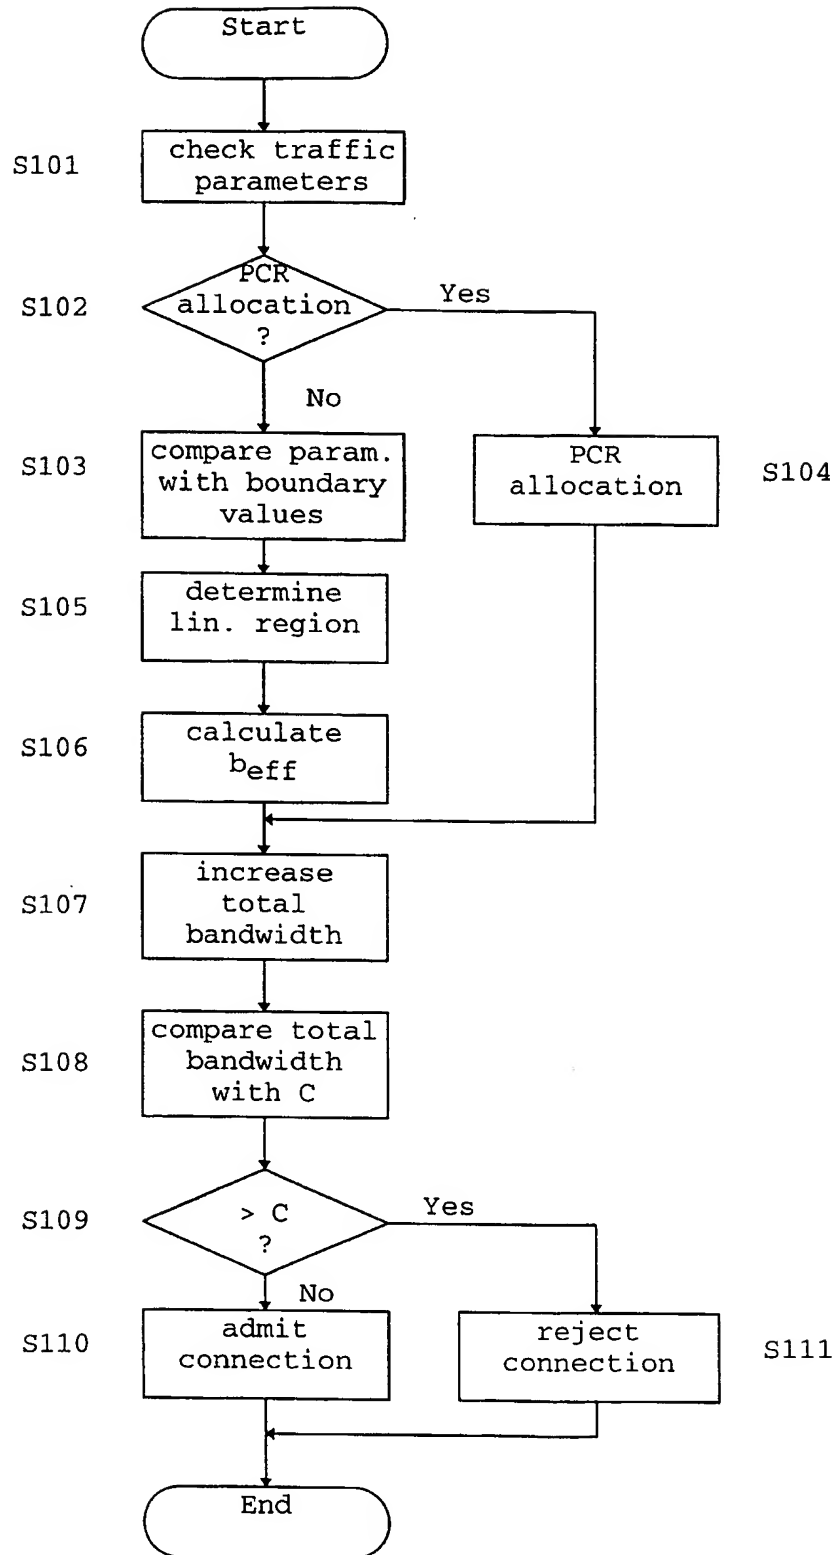 Start
S101
check traffic
parameters
S102
PCR
allocation
?
Yes
No
S103
compare param.
with boundary
values
PCR
allocation
S104
S105
determine
lin. region
S106
calculate
beff
S107
increase
total
bandwidth
S108
compare total
bandwidth
with C
S109
> C
?
Yes
No
S110
admit
connection
reject
connection
S111
End